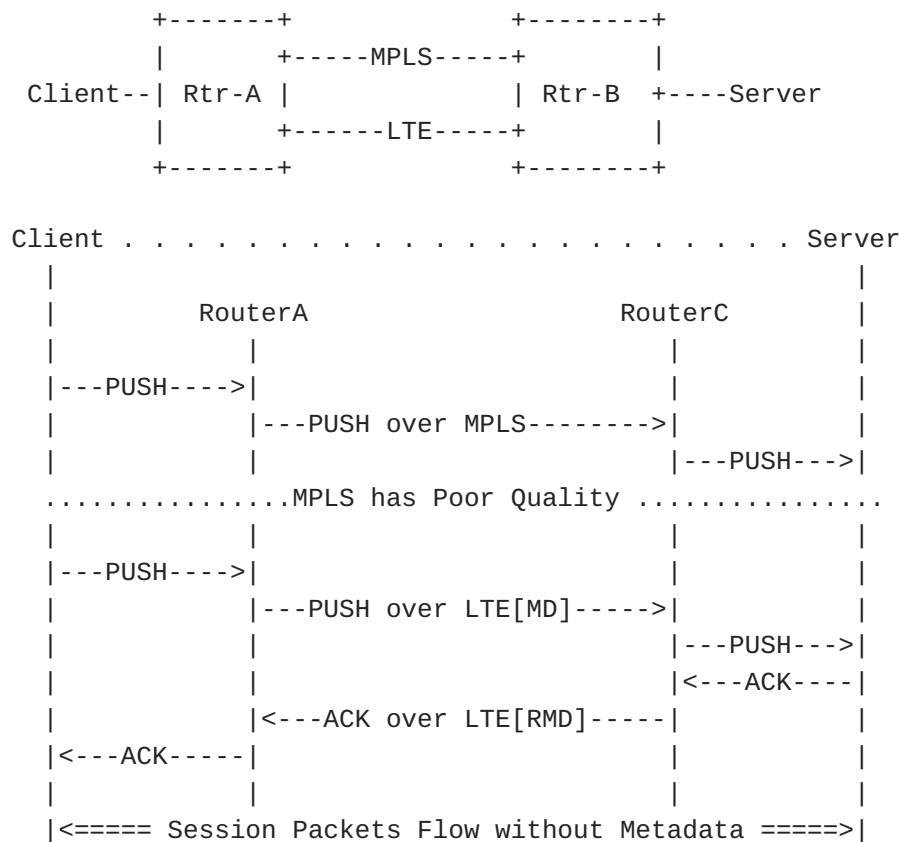 +-------+               +--------+
|       +-----MPLS-----+        |
Client--| Rtr-A |              | Rtr-B  +----Server
|       +------LTE-----+        |
+-------+               +--------+
Client . . . . . . . . . . . . . . . . . . . . . . Server
|                                                   |
|         RouterA                    RouterC        |
|            |                          |           |
|---PUSH---->|                          |           |
|            |---PUSH over MPLS-------->|           |
|            |                          |---PUSH--->|
................MPLS has Poor Quality ................
|            |                          |           |
|---PUSH---->|                          |           |
|            |---PUSH over LTE[MD]----->|           |
|            |                          |---PUSH--->|
|            |                          |<---ACK----|
|            |<---ACK over LTE[RMD]-----|           |
|<---ACK-----|                          |           |
|            |                          |           |
|<===== Session Packets Flow without Metadata =====>|